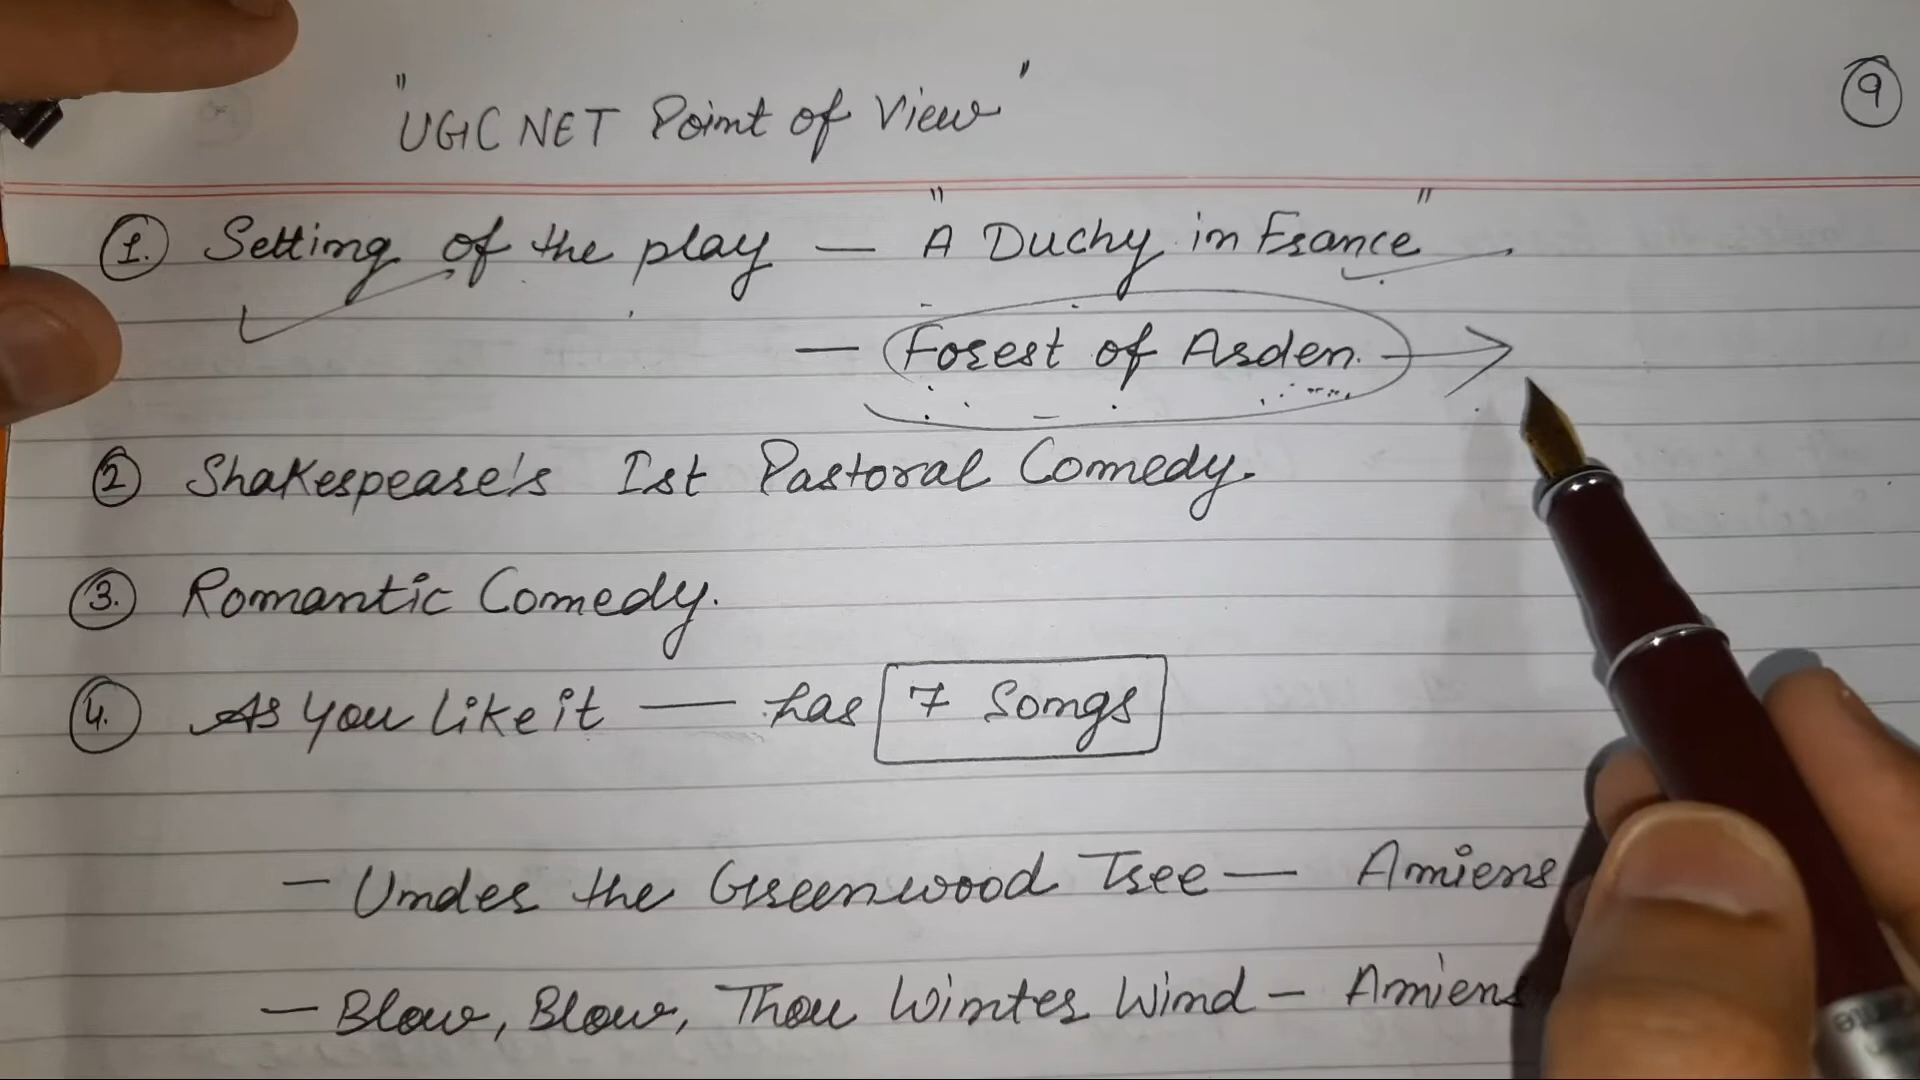 "UGC NET Point of View"
9
1. Setting of the play — "A Duchy in France"
— Forest of Arden.
2 Shakespeare's Ist Pastoral Comedy.
3. Romantic Comedy.
4. As you like it — has 7 Songs
— Under the Greenwood Tree — Amiens
— Blow, Blow, Thou Winter Wind – Amiens